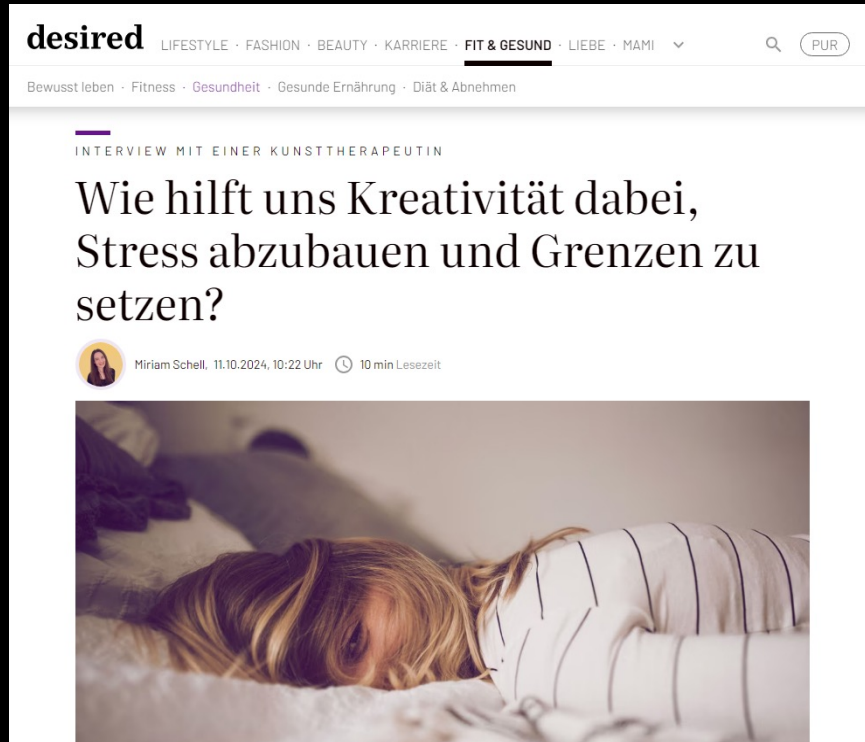 desired LIFESTYLE · FASHION · BEAUTY · KARRIERE · FIT & GESUND · LIEBE · MAMI PUR
Bewusst leben · Fitness · Gesundheit · Gesunde Ernährung · Diät & Abnehmen
INTERVIEW MIT EINER KUNSTTHERAPEUTIN
Wie hilft uns Kreativität dabei,
Stress abzubauen und Grenzen zu
setzen?
Miriam Schell, 11.10.2024, 10:22 Uhr 10 min Lesezeit